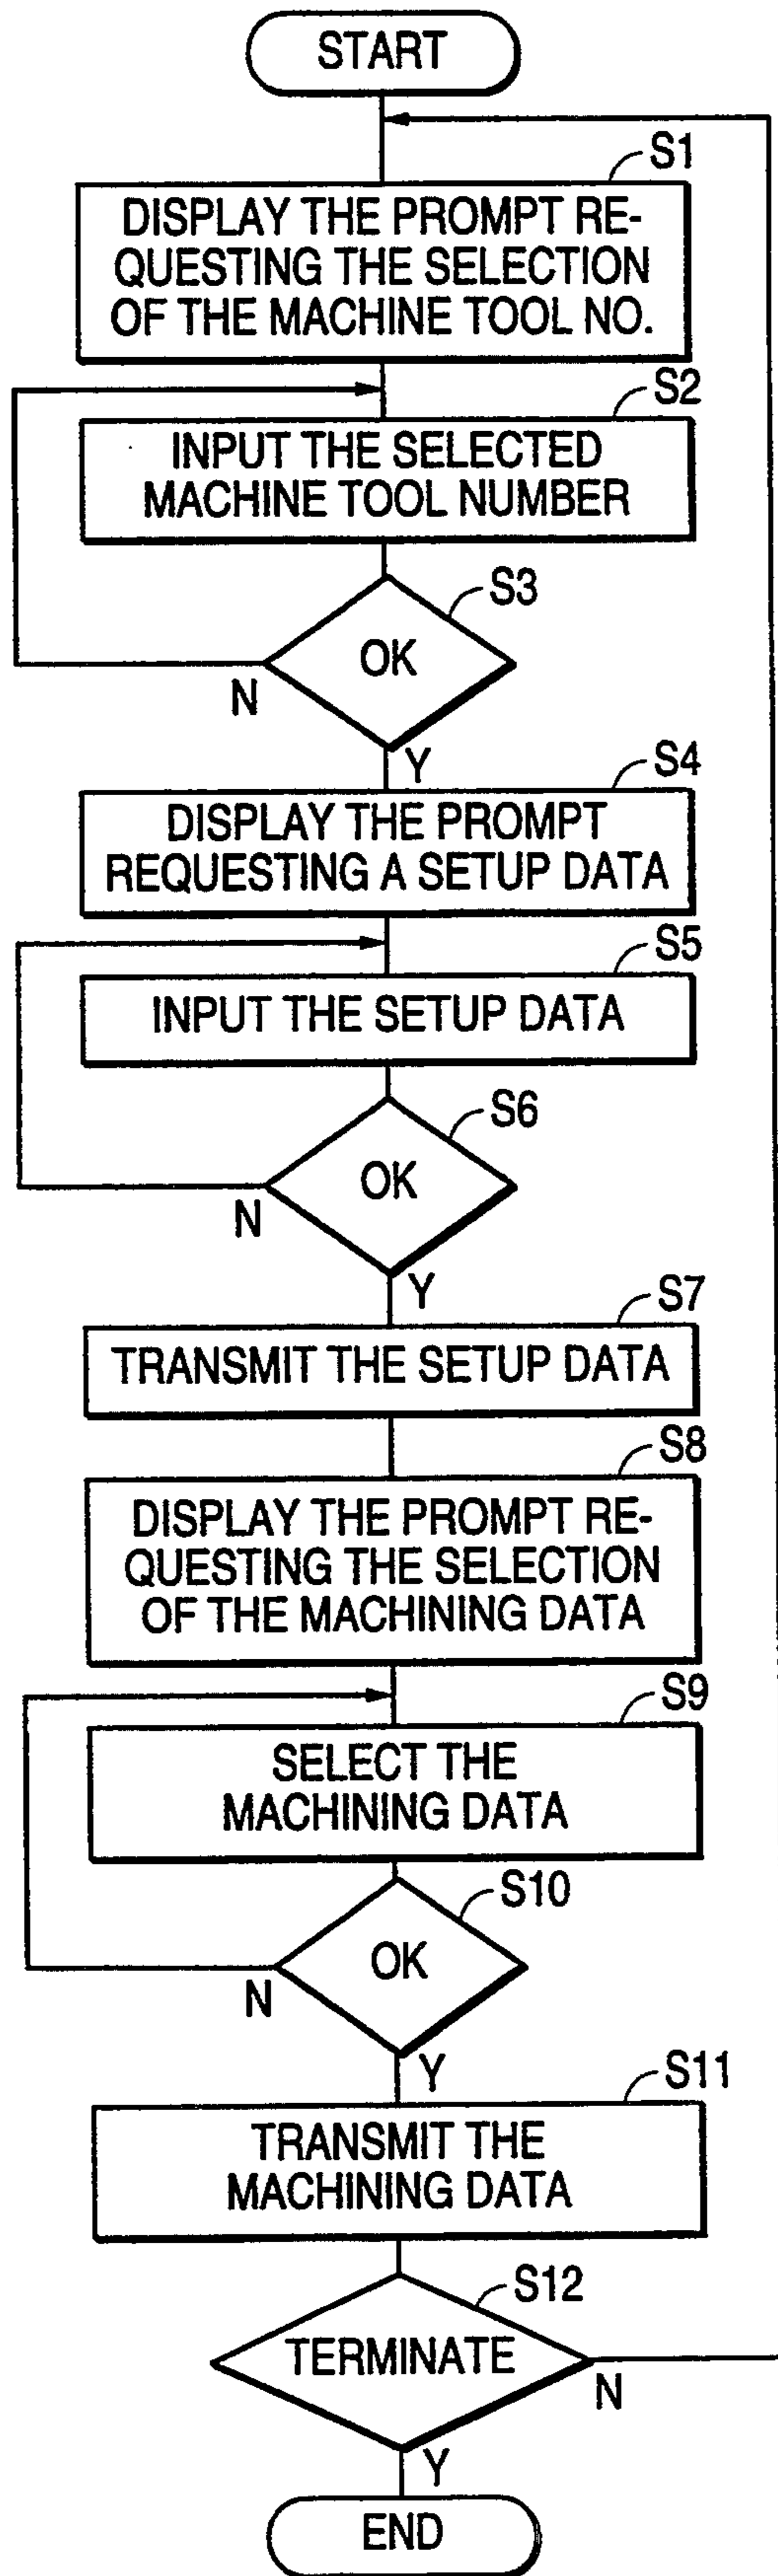 START
S1
DISPLAY THE PROMPT RE-
QUESTING THE SELECTION
OF THE MACHINE TOOL NO.
S2
INPUT THE SELECTED
MACHINE TOOL NUMBER
S3
OK
N
Y
S4
DISPLAY THE PROMPT
REQUESTING A SETUP DATA
S5
INPUT THE SETUP DATA
S6
OK
N
Y
S7
TRANSMIT THE SETUP DATA
S8
DISPLAY THE PROMPT RE-
QUESTING THE SELECTION
OF THE MACHINING DATA
S9
SELECT THE
MACHINING DATA
S10
OK
N
Y
S11
TRANSMIT THE
MACHINING DATA
S12
TERMINATE
N
Y
END